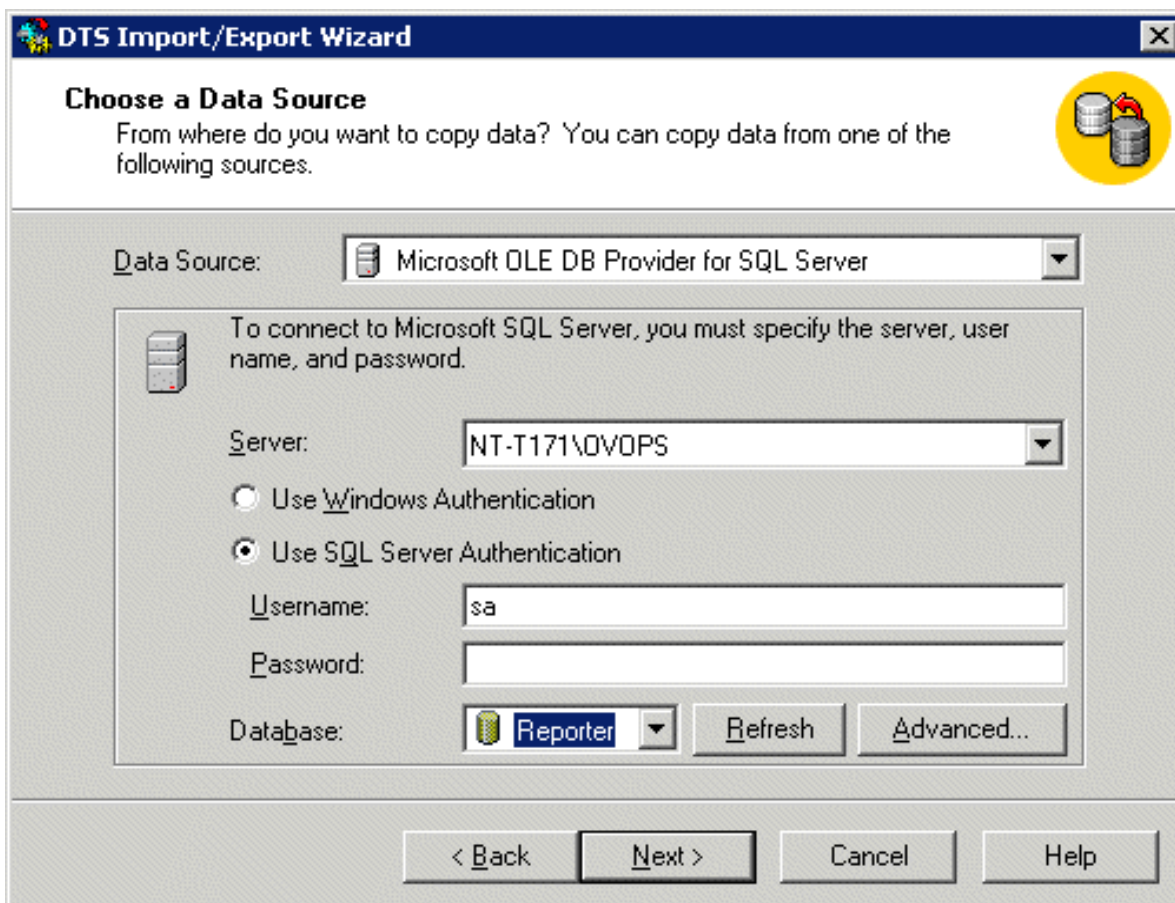 DTS Import/Export Wizard
Choose a Data Source
From where do you want to copy data? You can copy data from one of the
following sources.
Data Source: Microsoft OLE DB Provider for SQL Server
To connect to Microsoft SQL Server, you must specify the server, user
name, and password.
Server: NT-T171\OVOPS
Use Windows Authentication
Use SQL Server Authentication
Username: sa
Password:
Database: Reporter Refresh Advanced...
< Back Next > Cancel Help